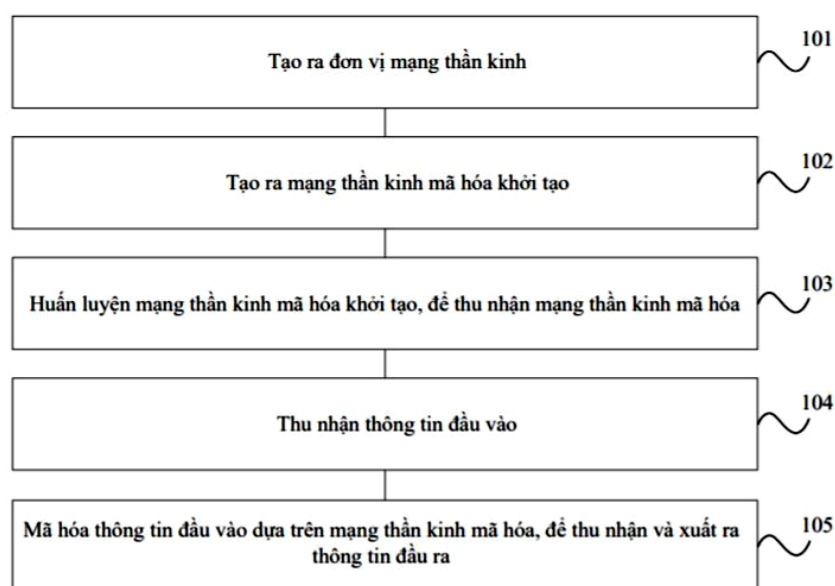 Tạo ra đơn vị mạng thần kinh
101
Tạo ra mạng thần kinh mã hóa khởi tạo
102
Huấn luyện mạng thần kinh mã hóa khởi tạo, để thu nhận mạng thần kinh mã hóa
103
Thu nhận thông tin đầu vào
104
Mã hóa thông tin đầu vào dựa trên mạng thần kinh mã hóa, để thu nhận và xuất ra
thông tin đầu ra
105